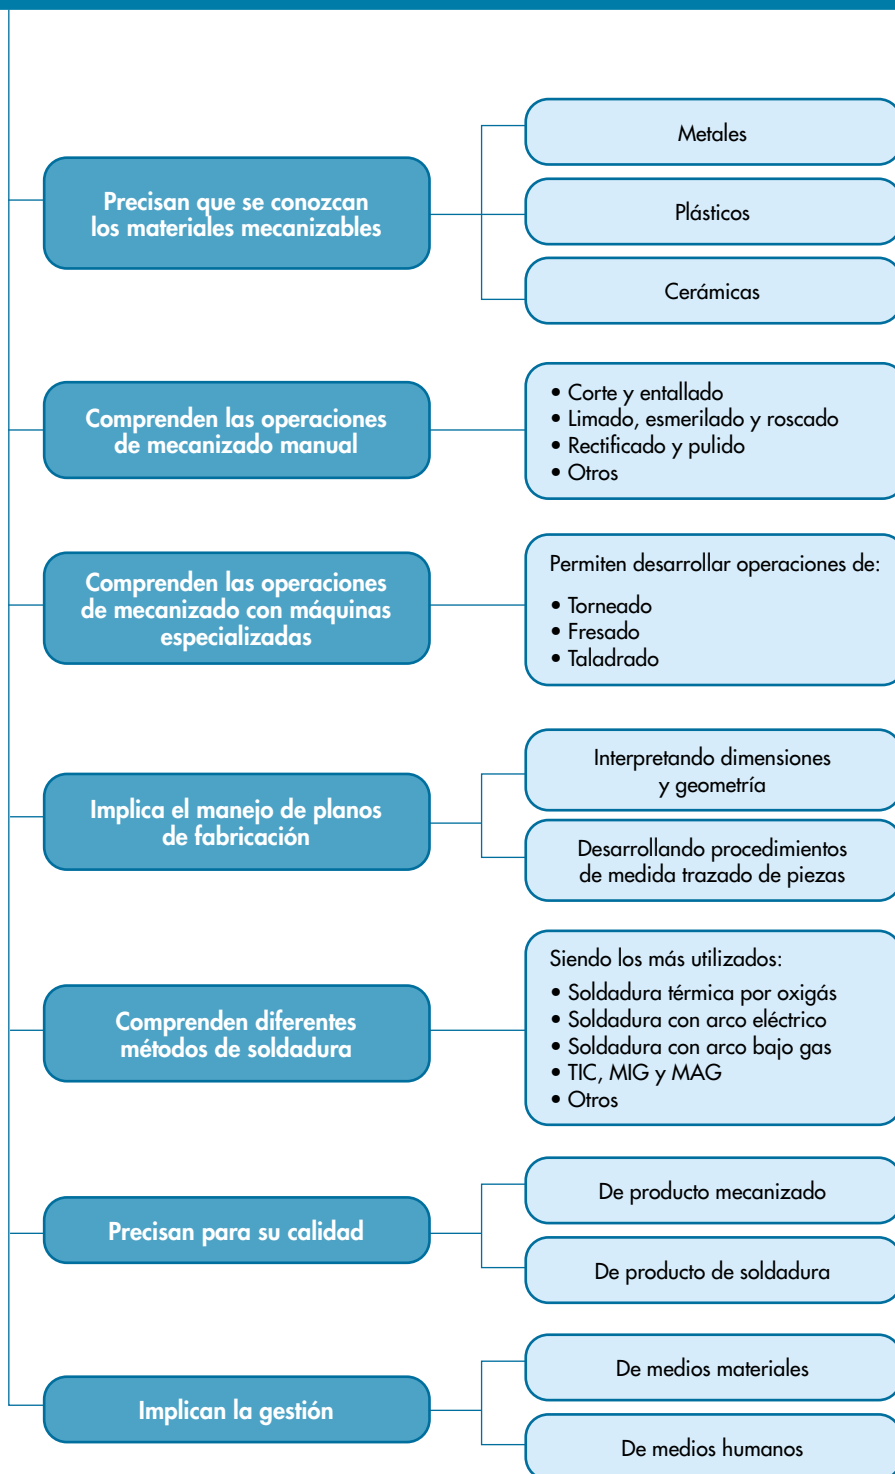 Precisan que se conozcan
los materiales mecanizables
Metales
Plásticos
Cerámicas
Comprenden las operaciones
de mecanizado manual
• Corte y entallado
• Limado, esmerilado y roscado
• Rectificado y pulido
• Otros
Comprenden las operaciones
de mecanizado con máquinas
especializadas
Permiten desarrollar operaciones de:
• Torneado
• Fresado
• Taladrado
Implica el manejo de planos
de fabricación
Interpretando dimensiones
y geometría
Desarrollando procedimientos
de medida trazado de piezas
Comprenden diferentes
métodos de soldadura
Siendo los más utilizados:
• Soldadura térmica por oxigás
• Soldadura con arco eléctrico
• Soldadura con arco bajo gas
• TIC, MIG y MAG
• Otros
Precisan para su calidad
De producto mecanizado
De producto de soldadura
Implican la gestión
De medios materiales
De medios humanos